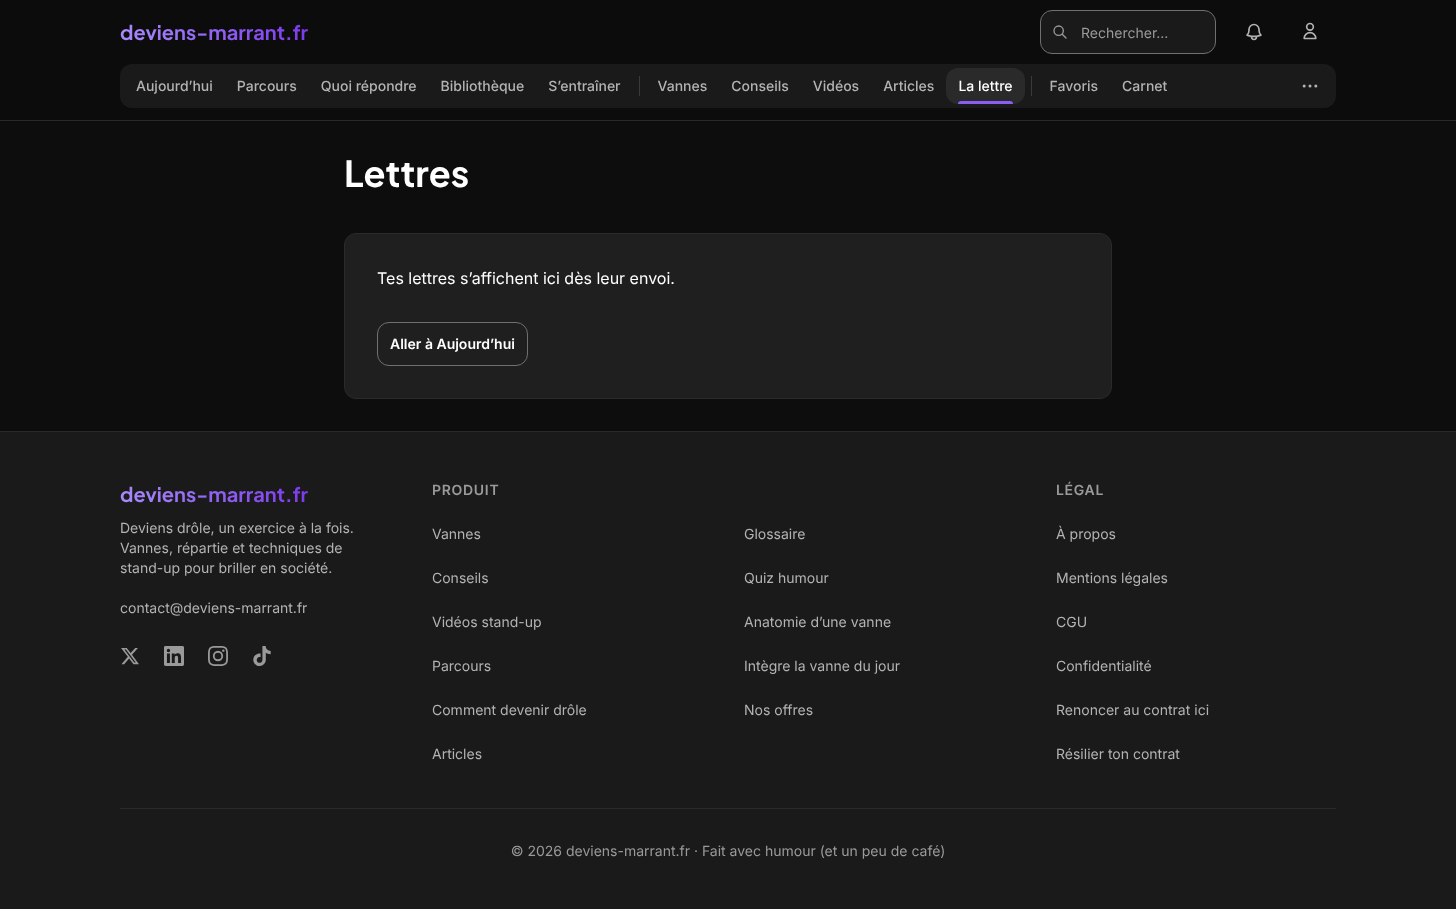 deviens-marrant.fr
Rechercher...
Aujourd’hui
Parcours
Quoi répondre
Bibliothèque
S’entraîner
Vannes
Conseils
Vidéos
Articles
La lettre
Favoris
Carnet
Lettres
Tes lettres s’affichent ici dès leur envoi.
Aller à Aujourd’hui
deviens-marrant.fr
Deviens drôle, un exercice à la fois.
Vannes, répartie et techniques de
stand-up pour briller en société.
contact@deviens-marrant.fr
PRODUIT
Vannes
Conseils
Vidéos stand-up
Parcours
Comment devenir drôle
Articles
Glossaire
Quiz humour
Anatomie d’une vanne
Intègre la vanne du jour
Nos offres
LÉGAL
À propos
Mentions légales
CGU
Confidentialité
Renoncer au contrat ici
Résilier ton contrat
© 2026 deviens-marrant.fr · Fait avec humour (et un peu de café)